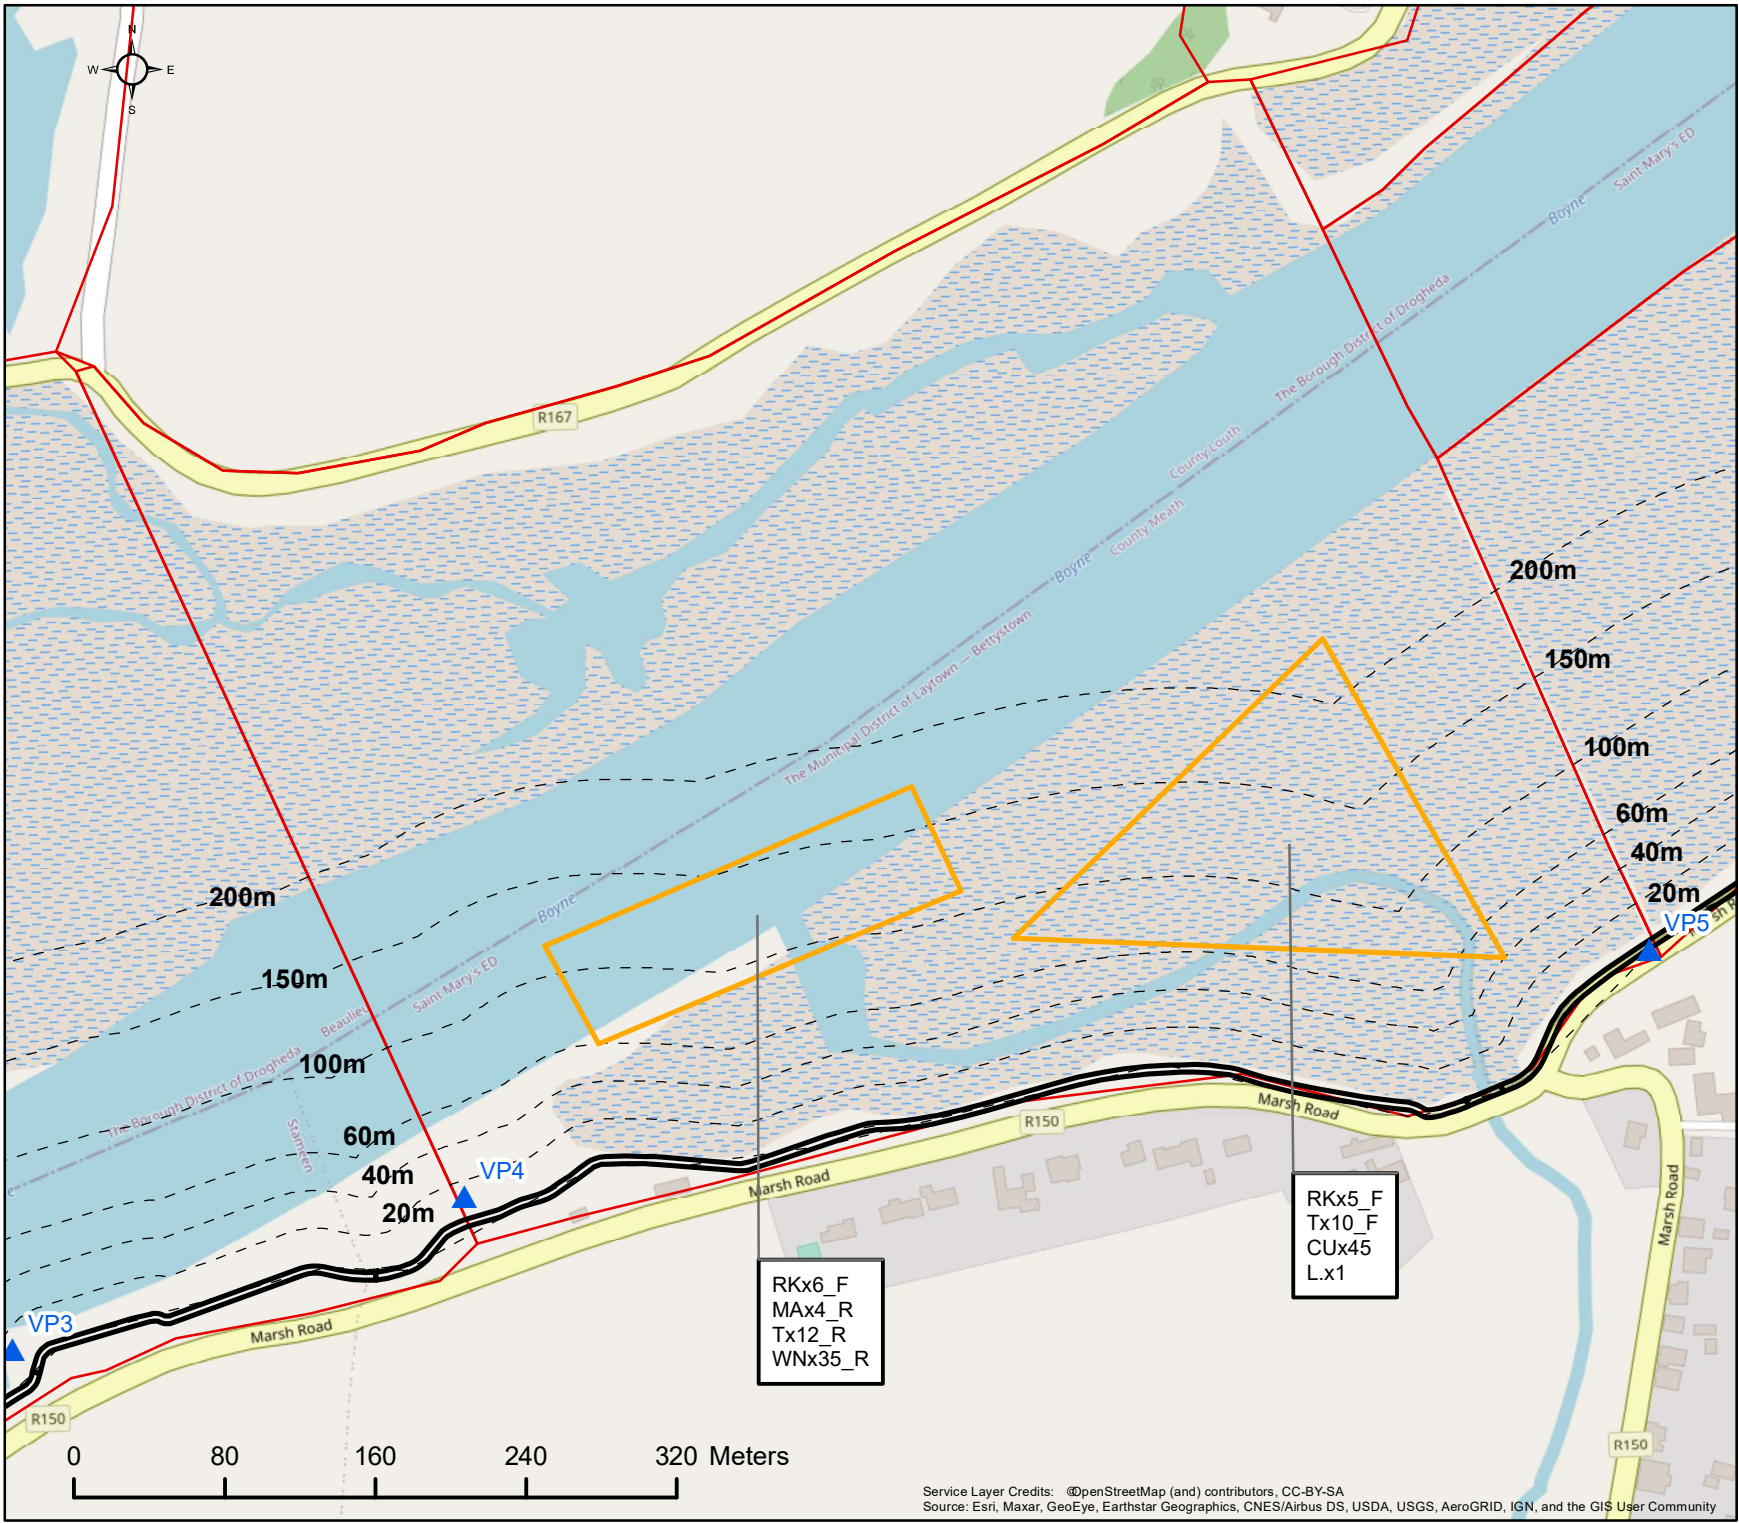 N
W
E
S
Saint Mary's ED
Boyne
The Borough District of Drogheda
R167
County Louth
County Meath
Boyne
200m
The Municipal District of Laytown — Bettystown
150m
100m
60m
40m
20m
VP5
200m
Boyne
150m
Saint Mary's ED
Beaulieu
100m
The Borough District of Drogheda
60m
Stameen
40m
VP4
20m
R150
Marsh Road
Marsh Road
Marsh Road
RKx5_F
Tx10_F
CUx45
L.x1
RKx6_F
MAx4_R
Tx12_R
WNx35_R
VP3
Marsh Road
R150
R150
0
80
160
240
320 Meters
Service Layer Credits: ©OpenStreetMap (and) contributors, CC-BY-SA
Source: Esri, Maxar, GeoEye, Earthstar Geographics, CNES/Airbus DS, USDA, USGS, AeroGRID, IGN, and the GIS User Community